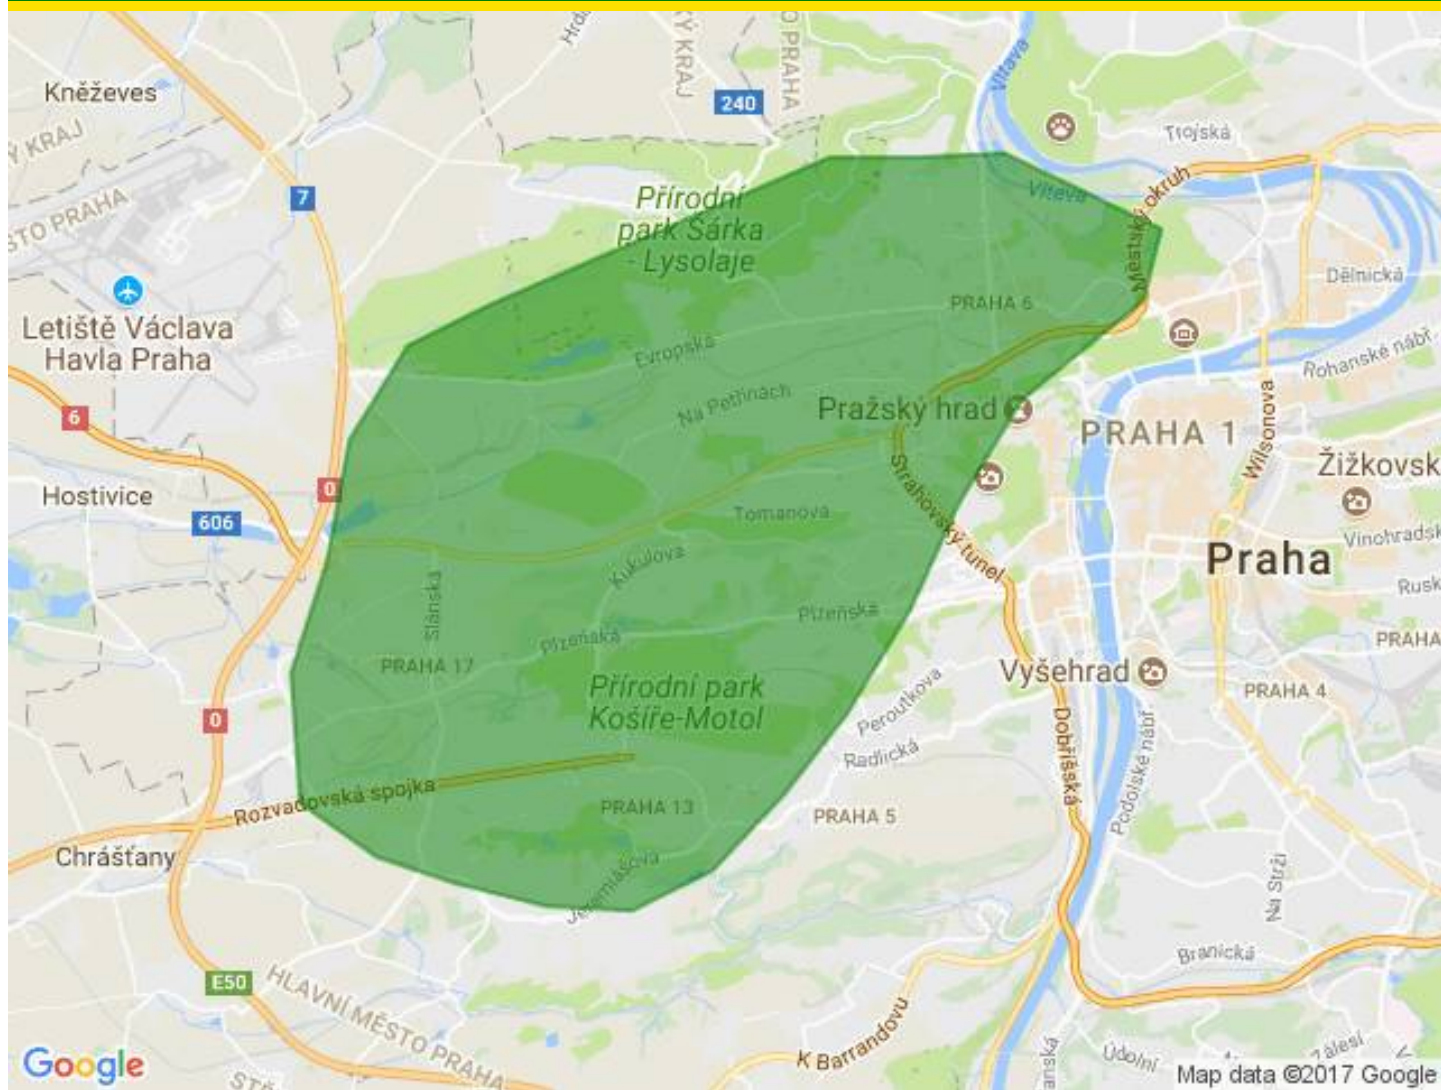 Kněževes
240
KÝ KRAJ
O PRAHA
Vltava
Trojská
Ý KRAJ
STO PRAHA
7
Přírodní
park Šárka
- Lysolaje
Vltava
Městský okruh
Dělnická
PRAHA 6
Letiště Václava
Havla Praha
Evropská
Rohanské nábř.
Na Petřinách
6
Pražský hrad
PRAHA 1
Wilsonova
Žižkovsk
0
Hostivice
606
Strahovský tunel
Tomanova
Vinohradsk
Praha
Kukulova
Rusk
Slánská
Plzeňská
Plzeňská
PRAHA
PRAHA 17
Vyšehrad
Přírodní park
Košíře-Motol
PRAHA 4
Peroutkova
0
Radlická
Dobříšská
Podolské nábř.
Rozvadovská spojka
PRAHA 13
PRAHA 5
Chrášťany
Jeremiášova
Na Strži
Branická
E50
HLAVNÍ MĚSTO PRAHA
K Barrandovu
anská
Údolní
Zálesí
Google
STŘ
Map data ©2017 Google